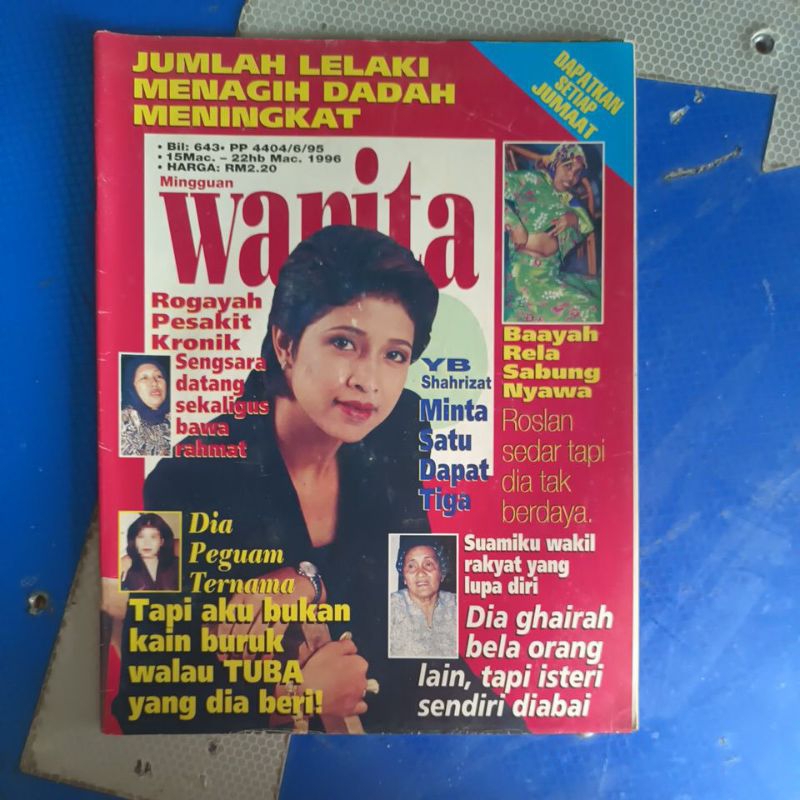 JUMLAH LELAKI
MENAGIH DADAH
MENINGKAT
DAPATKAN
SETIAP
JUMAAT
• Bil: 643• PP 4404/6/95
• 15Mac. – 22hb Mac. 1996
• HARGA: RM2.20
Mingguan
wanita
Rogayah
Pesakit
Kronik
Sengsara
datang
sekaligus
bawa
rahmat
YB
Shahrizat
Minta
Satu
Dapat
Tiga
Baayah
Rela
Sabung
Nyawa
Roslan
sedar tapi
dia tak
berdaya.
Dia
Peguam
Ternama
Tapi aku bukan
kain buruk
walau TUBA
yang dia beri!
Suamiku wakil
rakyat yang
lupa diri
Dia ghairah
bela orang
lain, tapi isteri
sendiri diabai